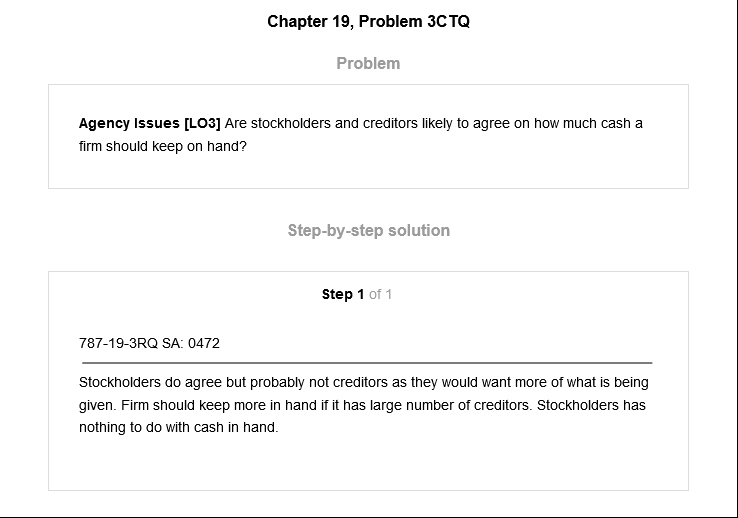 Chapter 19, Problem 3CTQ
Problem
Agency Issues [LO3] Are stockholders and creditors likely to agree on how much cash a
firm should keep on hand?
Step-by-step solution
Step 1 of 1
787-19-3RQ SA: 0472
Stockholders do agree but probably not creditors as they would want more of what is being
given. Firm should keep more in hand if it has large number of creditors. Stockholders has
nothing to do with cash in hand.